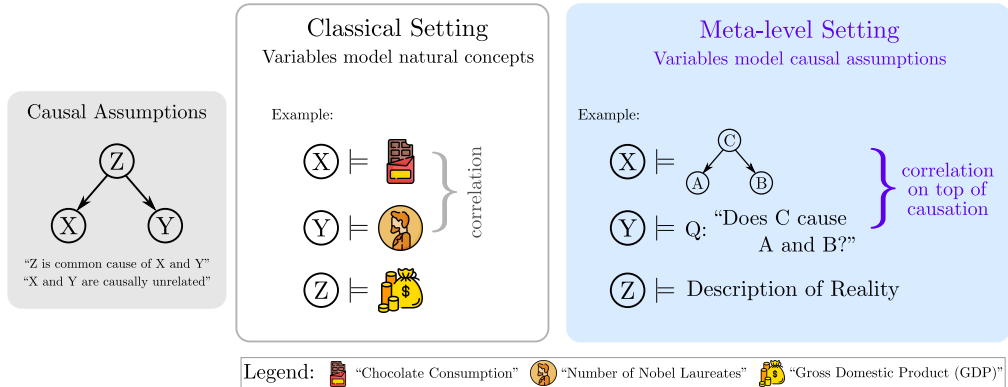 Causal Assumptions
Z
X
Y
“Z is common cause of X and Y”
“X and Y are causally unrelated”
Classical Setting
Variables model natural concepts
Example:
X ⊨
Y ⊨
Z ⊨
correlation
Meta-level Setting
Variables model causal assumptions
Example:
X ⊨
C
A
B
Y ⊨ Q: “Does C cause
A and B?”
Z ⊨ Description of Reality
correlation
on top of
causation
Legend: “Chocolate Consumption” “Number of Nobel Laureates” “Gross Domestic Product (GDP)”